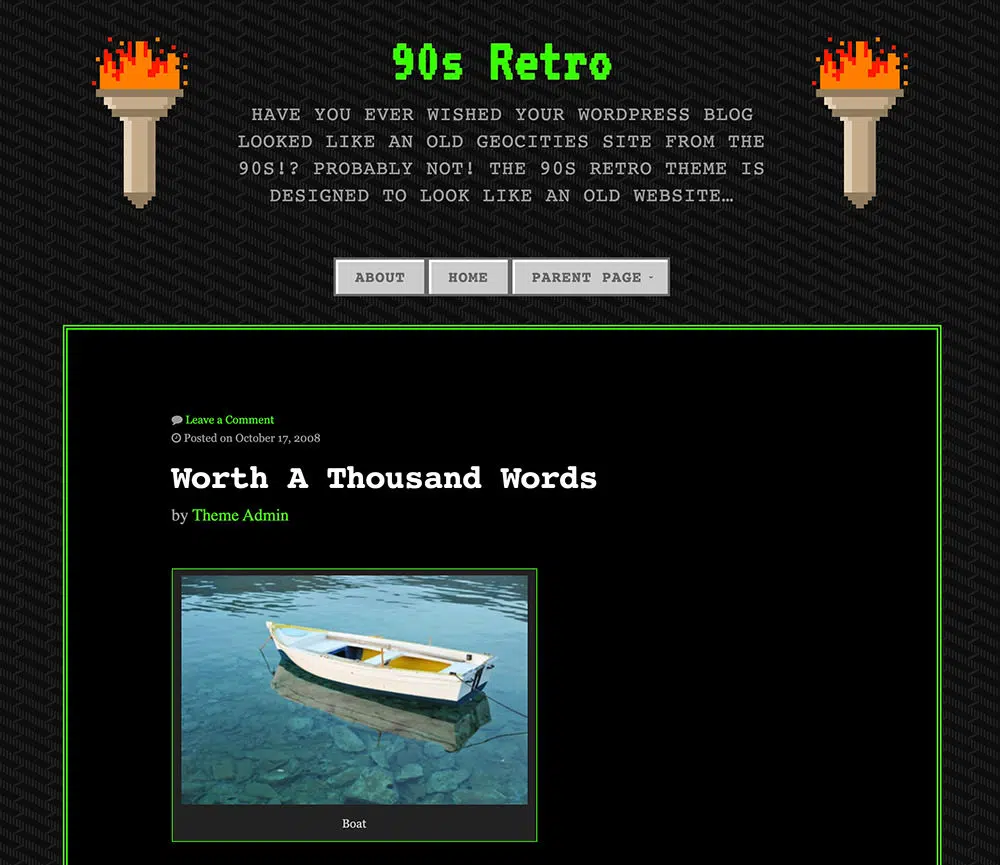 90s Retro
HAVE YOU EVER WISHED YOUR WORDPRESS BLOG
LOOKED LIKE AN OLD GEOCITIES SITE FROM THE
90S!? PROBABLY NOT! THE 90S RETRO THEME IS
DESIGNED TO LOOK LIKE AN OLD WEBSITE…
ABOUT HOME PARENT PAGE -
Leave a Comment
Posted on October 17, 2008
Worth A Thousand Words
by Theme Admin
Boat